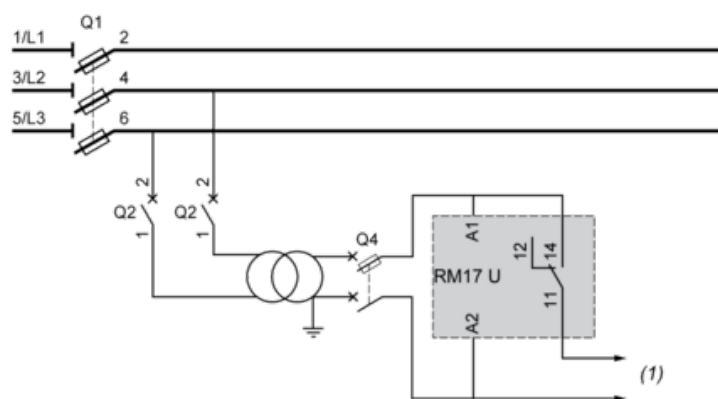 Q1
1/L1 2
3/L2 4
5/L3 6
2 2
Q2 Q2
1 1
Q4
A1
12 14
RM17 U
11
A2
(1)